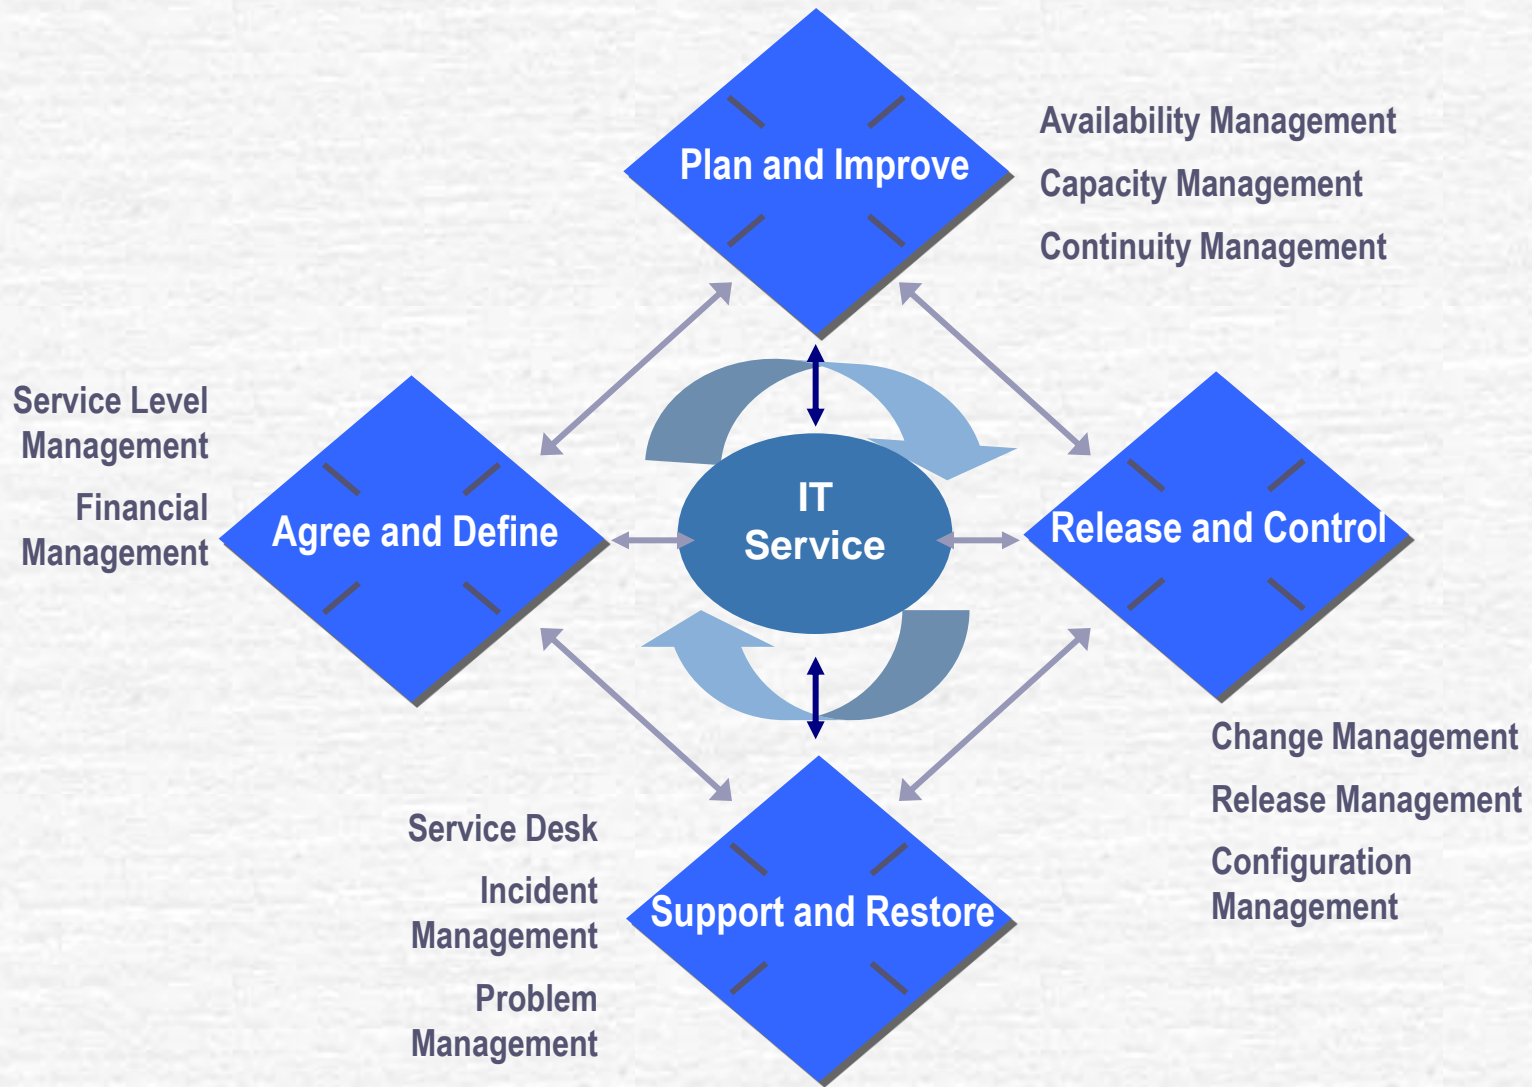 Plan and Improve
Availability Management
Capacity Management
Continuity Management
Service Level
Management
Financial
Management
Agree and Define
IT
Service
Release and Control
Change Management
Release Management
Configuration
Management
Service Desk
Incident
Management
Problem
Management
Support and Restore